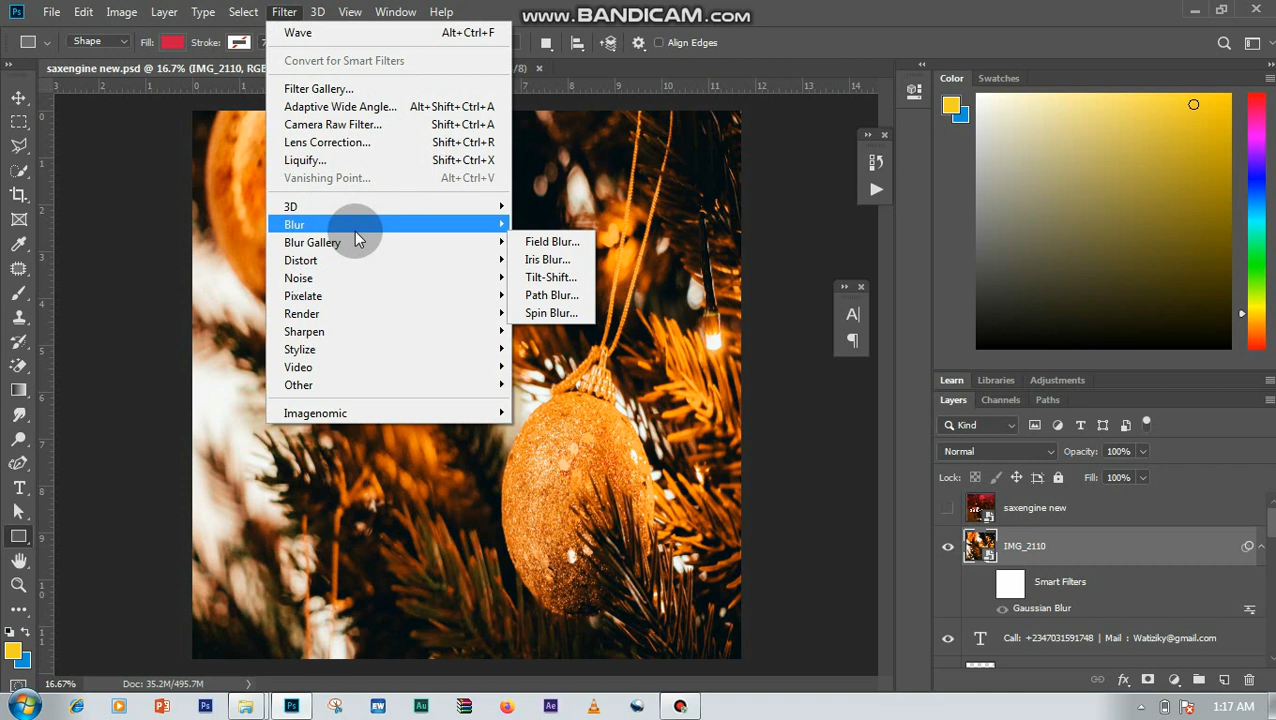 Ps File Edit Image Layer Type Select Filter 3D View Window Help
www.BANDICAM.com
Shape Fill: Stroke: Align Edges
saxengine new.psd @ 16.7% (IMG_2110, RGB /8) ×
Wave Alt+Ctrl+F
Convert for Smart Filters
Filter Gallery...
Adaptive Wide Angle... Alt+Shift+Ctrl+A
Camera Raw Filter... Shift+Ctrl+A
Lens Correction... Shift+Ctrl+R
Liquify... Shift+Ctrl+X
Vanishing Point... Alt+Ctrl+V
3D
Blur
Blur Gallery
Distort
Noise
Pixelate
Render
Sharpen
Stylize
Video
Other
Imagenomic
Field Blur...
Iris Blur...
Tilt-Shift...
Path Blur...
Spin Blur...
Color Swatches
Learn Libraries Adjustments
Layers Channels Paths
Kind
Normal Opacity: 100%
Lock: Fill: 100%
saxengine new
IMG_2110
Smart Filters
Gaussian Blur
Call: +2347031591748 | Mail : Watiziky@gmail.com
16.67% Doc: 35.2M/495.7M
1:17 AM